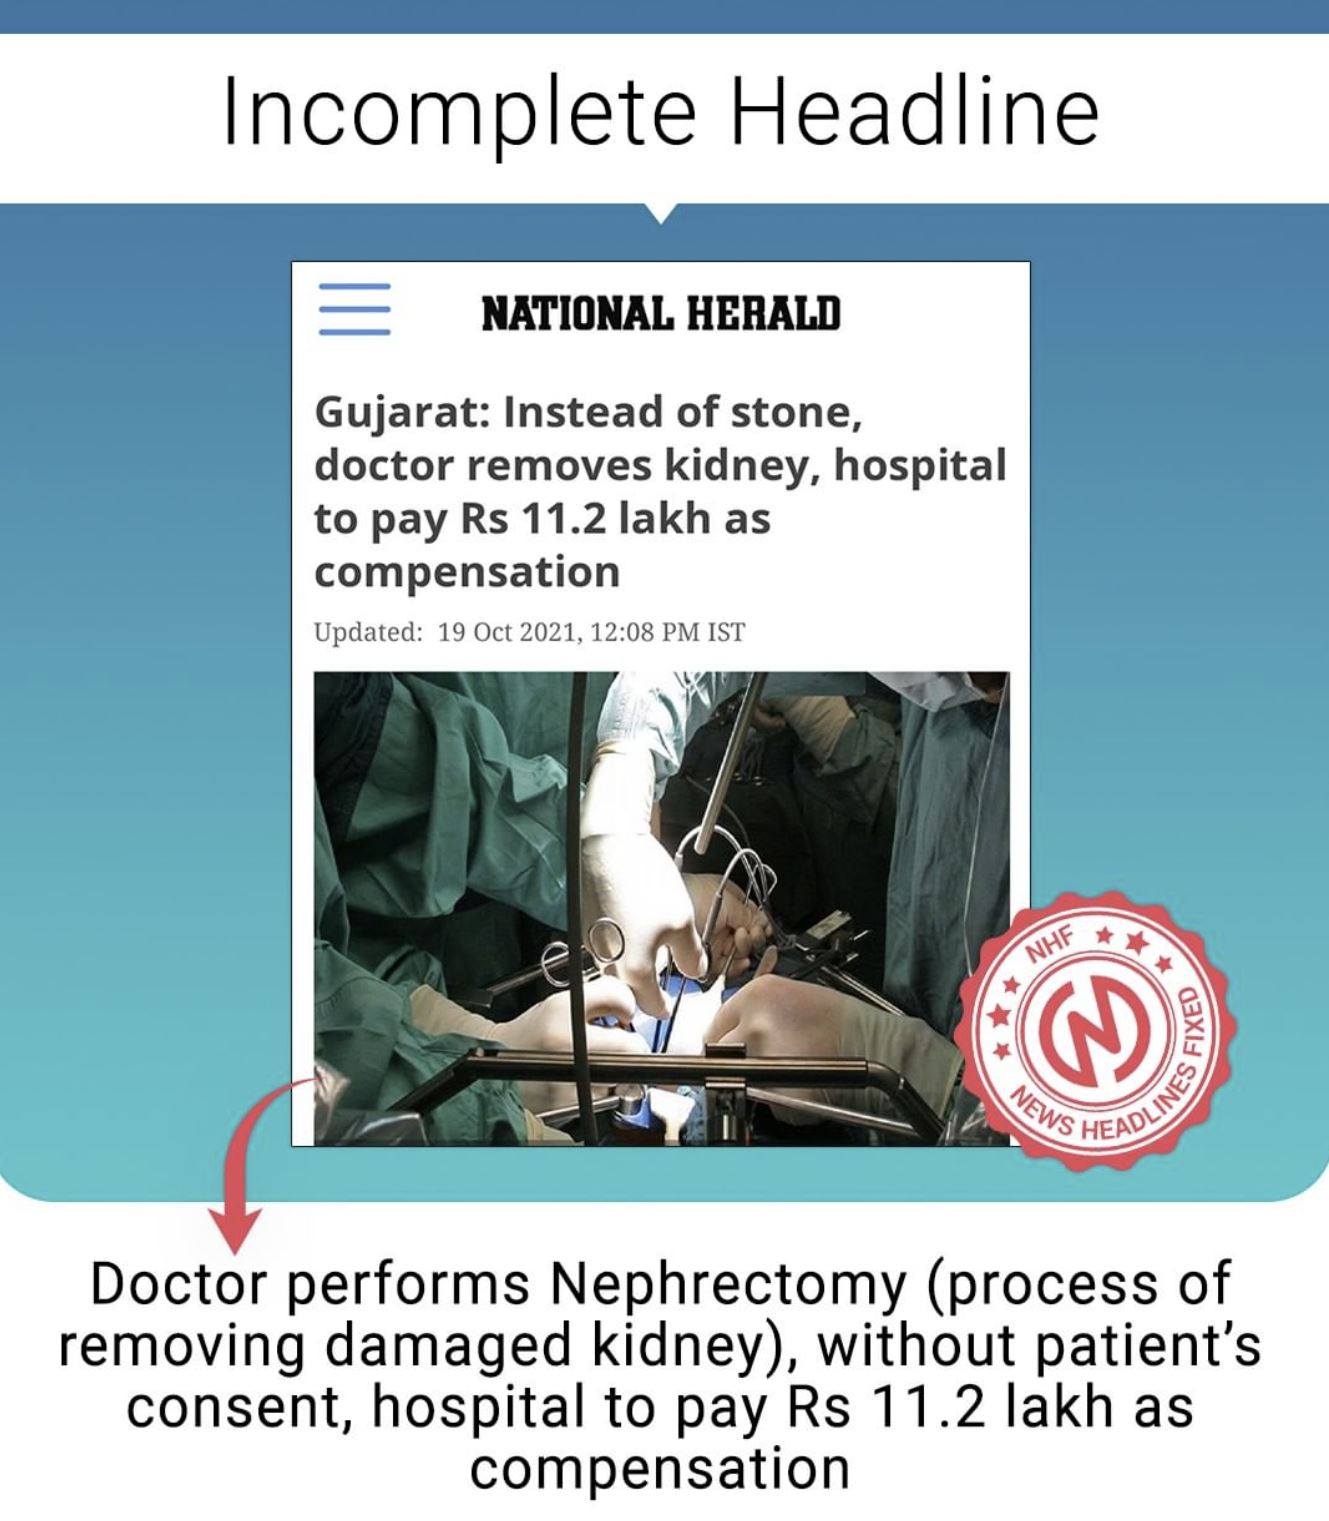 Incomplete Headline
NATIONAL HERALD
Gujarat: Instead of stone,
doctor removes kidney, hospital
to pay Rs 11.2 lakh as
compensation
Updated: 19 Oct 2021, 12:08 PM IST
NHF
NEWS HEADLINES FIXED
Doctor performs Nephrectomy (process of
removing damaged kidney), without patient’s
consent, hospital to pay Rs 11.2 lakh as
compensation